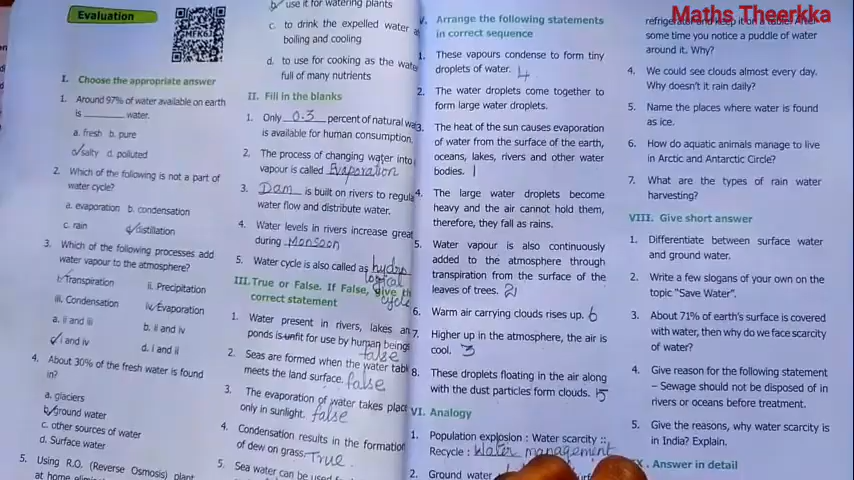 Maths Theerkka
Evaluation
MFK6J
I. Choose the appropriate answer
1. Around 97% of water available on earth
is ______ water.
a. fresh b. pure
c. salty d. polluted
2. Which of the following is not a part of
water cycle?
a. evaporation b. condensation
c. rain d. distillation
3. Which of the following processes add
water vapour to the atmosphere?
i. Transpiration ii. Precipitation
iii. Condensation iv. Evaporation
a. ii and iii b. ii and iv
c. i and iv d. i and ii
4. About 30% of the fresh water is found
in?
a. glaciers
b. ground water
c. other sources of water
d. Surface water
5. Using R.O. (Reverse Osmosis) plant
at home
b. use it for watering plants
c. to drink the expelled water a
boiling and cooling
d. to use for cooking as the wate
full of many nutrients
II. Fill in the blanks
1. Only 0.3 percent of natural wa
is available for human consumption.
2. The process of changing water into
vapour is called Evaporation
3. Dam is built on rivers to regula
water flow and distribute water.
4. Water levels in rivers increase great
during Monsoon
5. Water cycle is also called as hydro
logical
cycle
III. True or False. If False, give th
correct statement
1. Water present in rivers, lakes an
ponds is unfit for use by human beings
false
2. Seas are formed when the water tabl
meets the land surface. false
3. The evaporation of water takes place
only in sunlight. false
4. Condensation results in the formation
of dew on grass. True.
5. Sea water can be used
V. Arrange the following statements
in correct sequence
1. These vapours condense to form tiny
droplets of water. 4
2. The water droplets come together to
form large water droplets.
3. The heat of the sun causes evaporation
of water from the surface of the earth,
oceans, lakes, rivers and other water
bodies. 1
4. The large water droplets become
heavy and the air cannot hold them,
therefore, they fall as rains.
5. Water vapour is also continuously
added to the atmosphere through
transpiration from the surface of the
leaves of trees. 2
6. Warm air carrying clouds rises up. 6
7. Higher up in the atmosphere, the air is
cool. 3
8. These droplets floating in the air along
with the dust particles form clouds. 5
VI. Analogy
1. Population explosion : Water scarcity ::
Recycle : Water management
2. Ground water
refrigerator and keep it on a table. After
some time you notice a puddle of water
around it. Why?
4. We could see clouds almost every day.
Why doesn't it rain daily?
5. Name the places where water is found
as ice.
6. How do aquatic animals manage to live
in Arctic and Antarctic Circle?
7. What are the types of rain water
harvesting?
VIII. Give short answer
1. Differentiate between surface water
and ground water.
2. Write a few slogans of your own on the
topic "Save Water".
3. About 71% of earth's surface is covered
with water, then why do we face scarcity
of water?
4. Give reason for the following statement
– Sewage should not be disposed of in
rivers or oceans before treatment.
5. Give the reasons, why water scarcity is
in India? Explain.
IX. Answer in detail